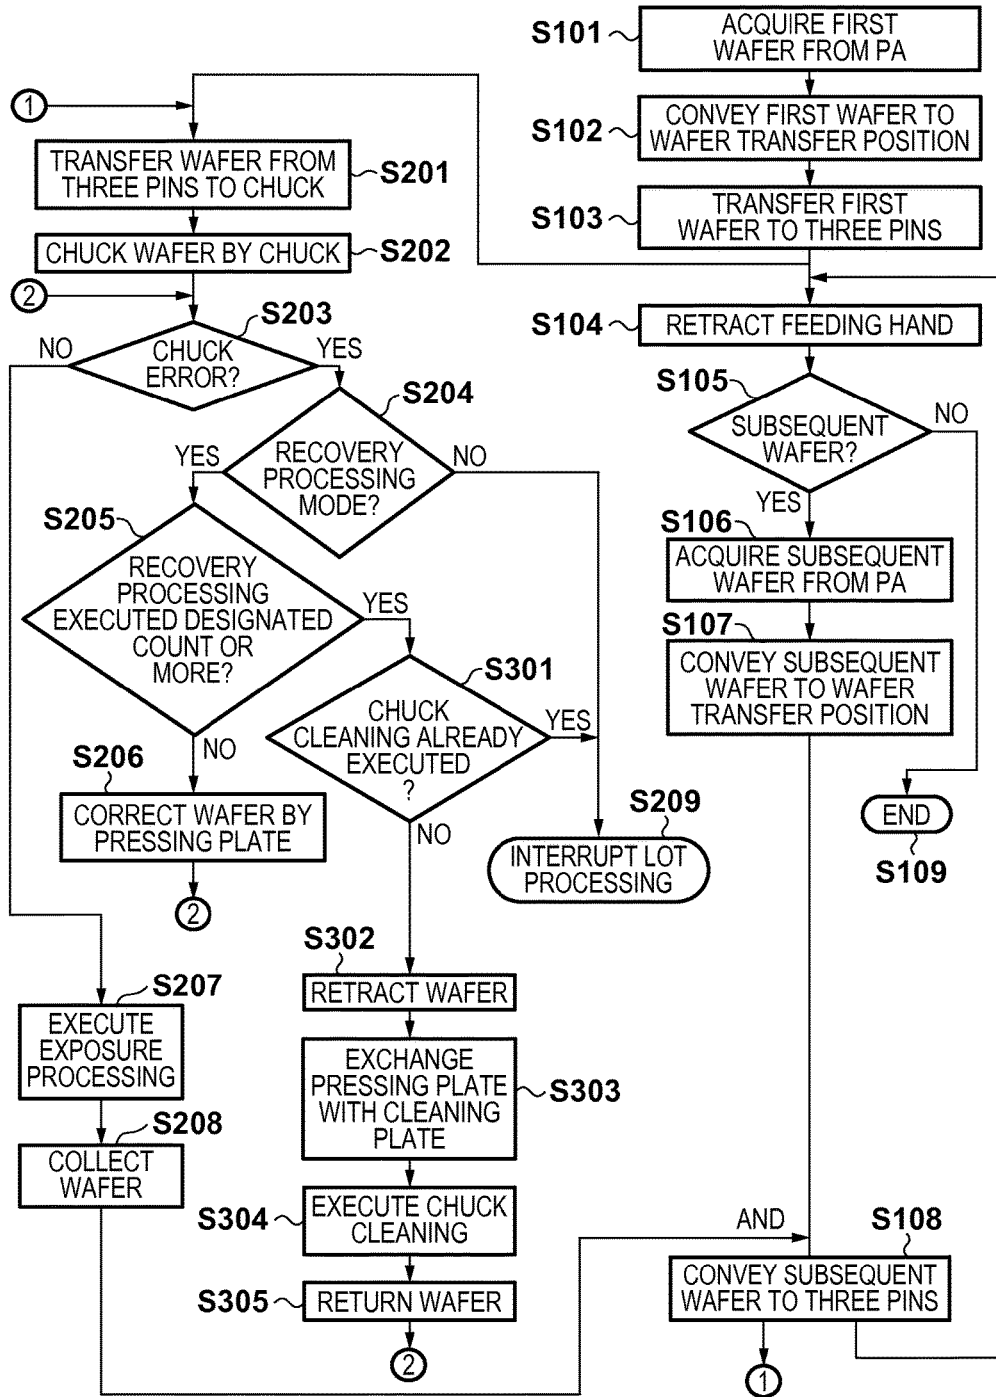 S101
ACQUIRE FIRST
WAFER FROM PA
S102
CONVEY FIRST WAFER TO
WAFER TRANSFER POSITION
S103
TRANSFER FIRST
WAFER TO THREE PINS
1
TRANSFER WAFER FROM
THREE PINS TO CHUCK
S201
CHUCK WAFER BY CHUCK
S202
2
S203
CHUCK
ERROR?
NO
YES
S204
RECOVERY
PROCESSING
MODE?
YES
NO
S205
RECOVERY
PROCESSING
EXECUTED DESIGNATED
COUNT OR
MORE?
YES
NO
S206
CORRECT WAFER BY
PRESSING PLATE
2
S301
CHUCK
CLEANING ALREADY
EXECUTED
?
YES
NO
S209
INTERRUPT LOT
PROCESSING
S207
EXECUTE
EXPOSURE
PROCESSING
S208
COLLECT
WAFER
S302
RETRACT WAFER
EXCHANGE
PRESSING PLATE
WITH CLEANING
PLATE
S303
S304
EXECUTE CHUCK
CLEANING
S305
RETURN WAFER
2
S104
RETRACT FEEDING HAND
S105
SUBSEQUENT
WAFER?
NO
YES
S106
ACQUIRE SUBSEQUENT
WAFER FROM PA
S107
CONVEY SUBSEQUENT
WAFER TO WAFER
TRANSFER POSITION
END
S109
AND
S108
CONVEY SUBSEQUENT
WAFER TO THREE PINS
1